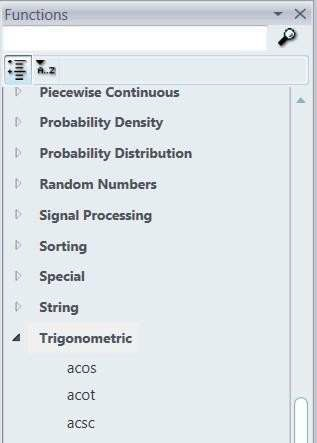 Functions
A..Z
Piecewise Continuous
Probability Density
Probability Distribution
Random Numbers
Signal Processing
Sorting
Special
String
Trigonometric
acos
acot
acsc